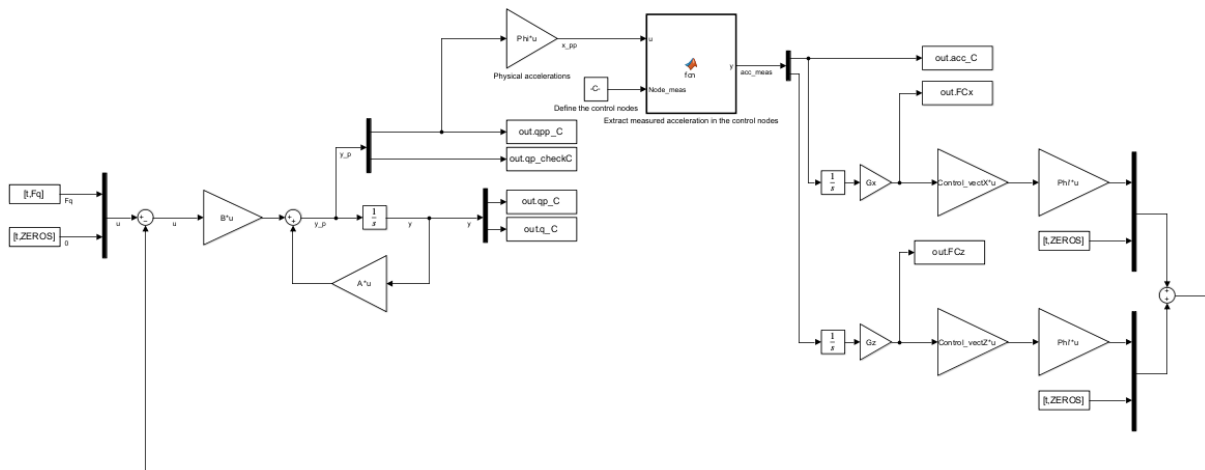 Phi*u
x_pp
Physical accelerations
u
fcn
y
Node_meas
acc_meas
-C-
Define the control nodes
Extract measured acceleration in the control nodes
out.acc_C
out.FCx
out.qpp_C
y_p
out.qp_checkC
[t,Fq]
Fq
[t,ZEROS]
0
u
+
−
u
B*u
+
+
y_p
1
s
y
y
out.qp_C
out.q_C
A*u
1
s
Gx
Control_vectX*u
Phi'*u
[t,ZEROS]
out.FCz
+
+
1
s
Gz
Control_vectZ*u
Phi'*u
[t,ZEROS]